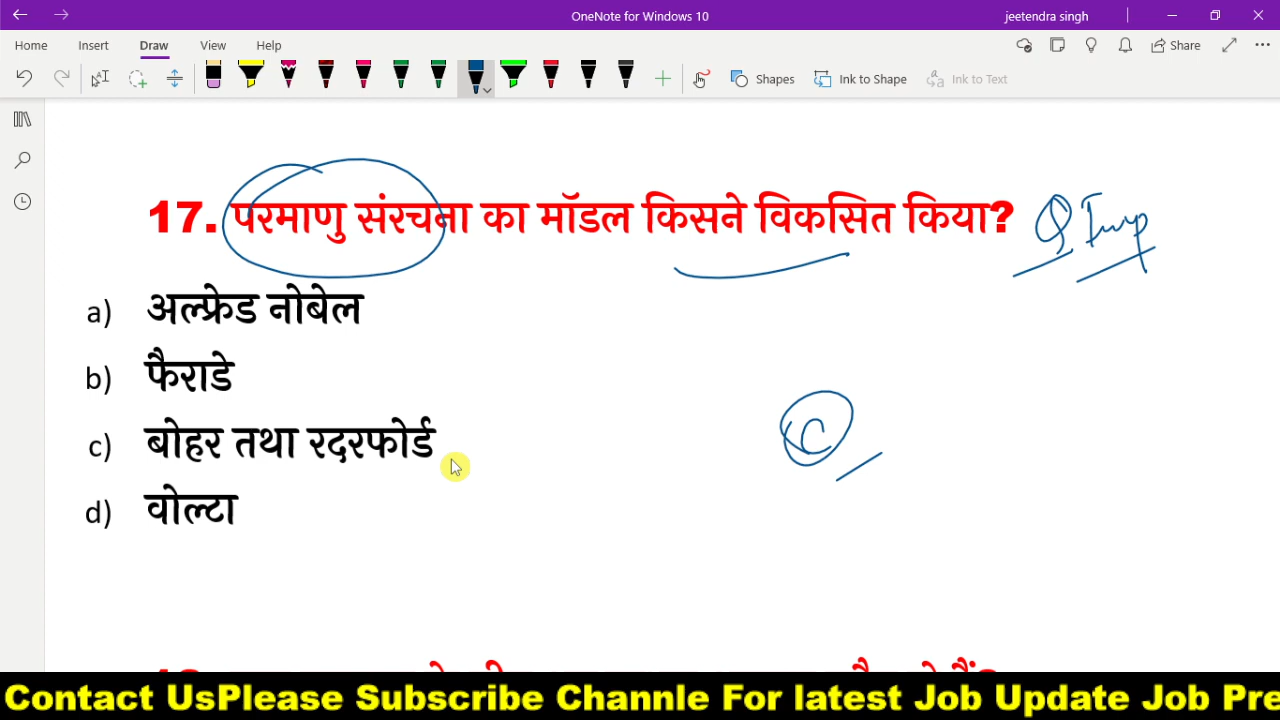 OneNote for Windows 10
jeetendra singh
Home Insert Draw View Help
Share
Shapes
Ink to Shape
Ink to Text
17. परमाणु संरचना का मॉडल किसने विकसित किया?
Q Imp
a) अल्फ्रेड नोबेल
b) फैराडे
c) बोहर तथा रदरफोर्ड
C
d) वोल्टा
Contact UsPlease Subscribe Channle For latest Job Update Job Pre